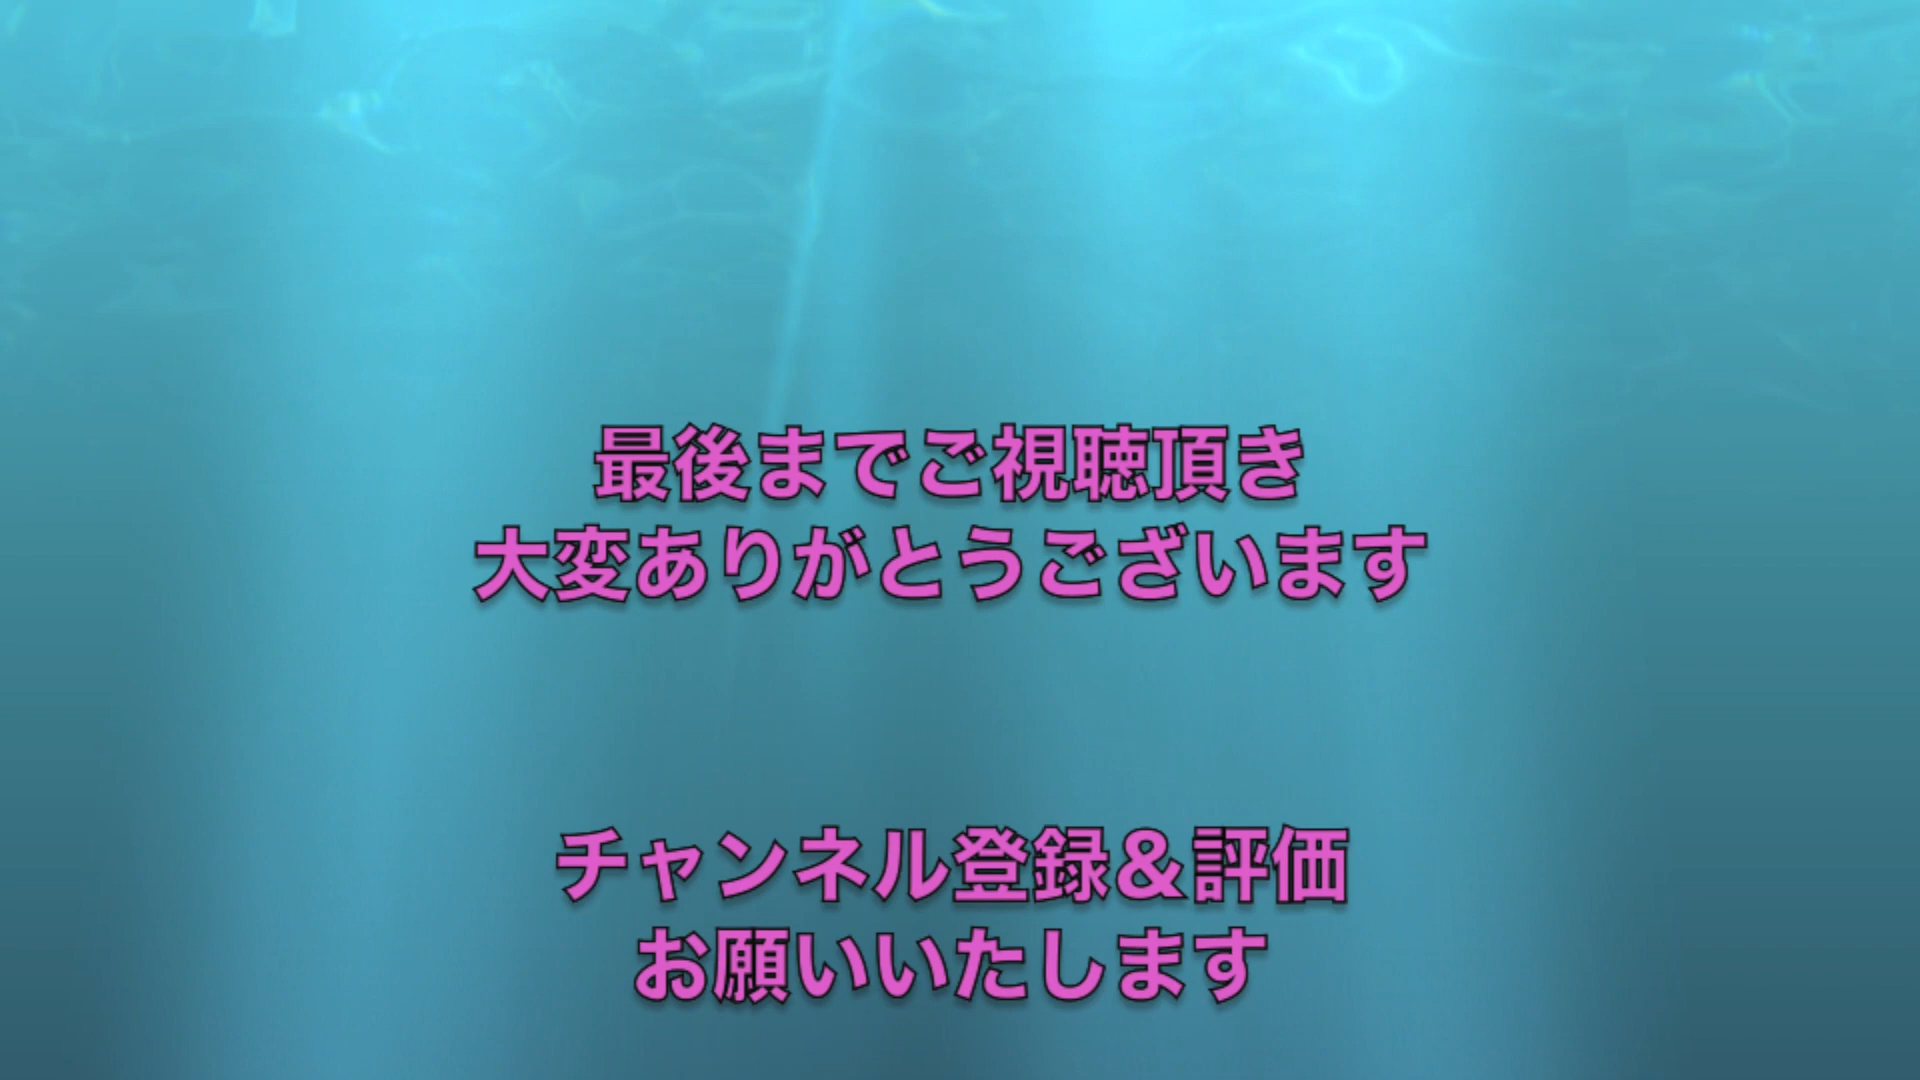 最後までご視聴頂き
大変ありがとうございます
チャンネル登録＆評価
お願いいたします